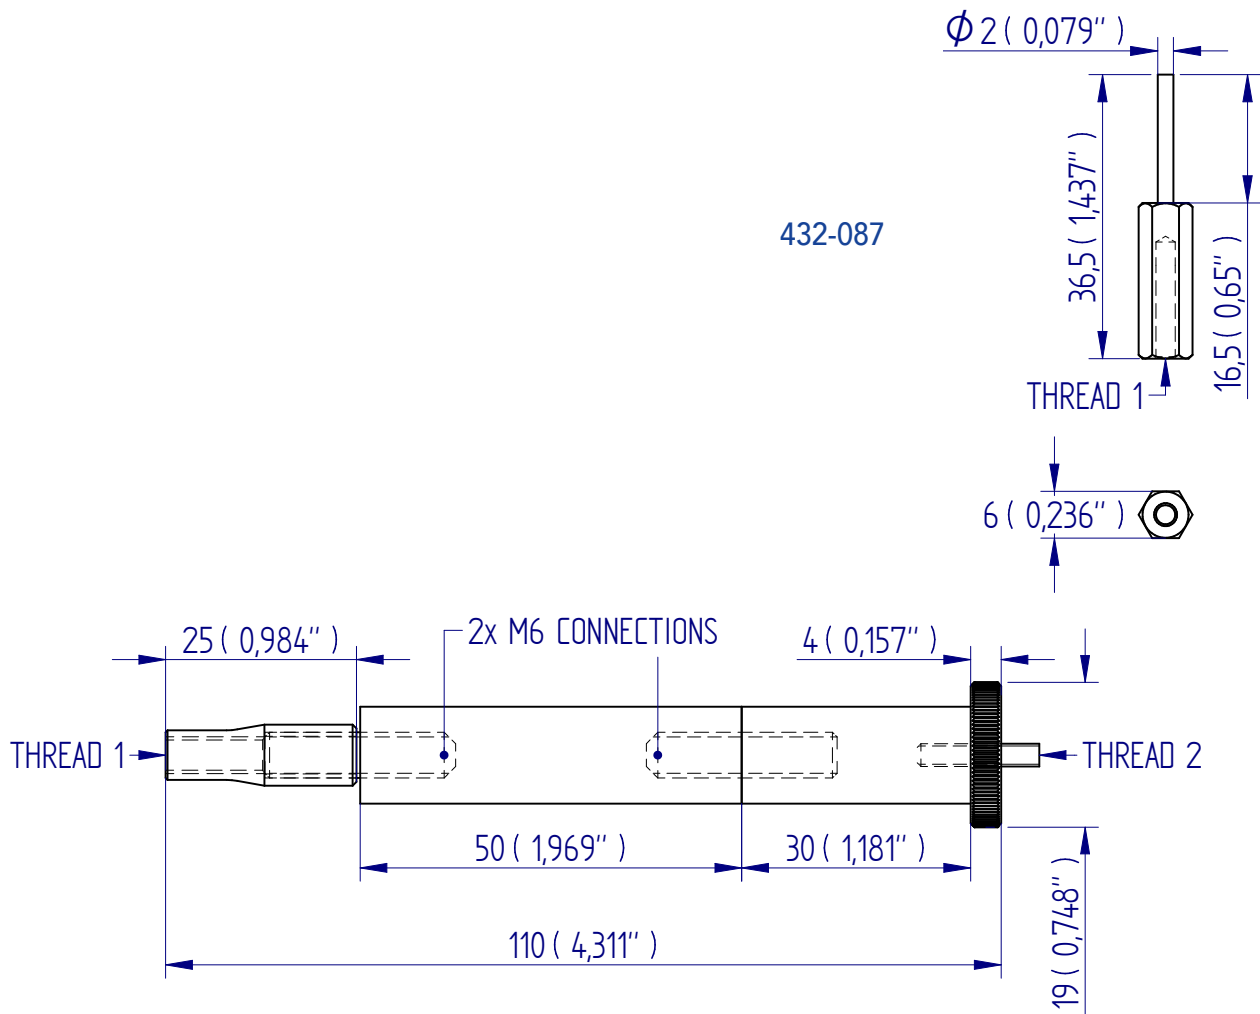 ϕ 2 ( 0,079" )
36,5 ( 1,437" )
432-087
16,5 ( 0,65" )
THREAD 1
6 ( 0,236" )
25 ( 0,984" )
2x M6 CONNECTIONS
4 ( 0,157" )
THREAD 1
THREAD 2
50 ( 1,969" )
30 ( 1,181" )
19 ( 0,748" )
110 ( 4,311" )